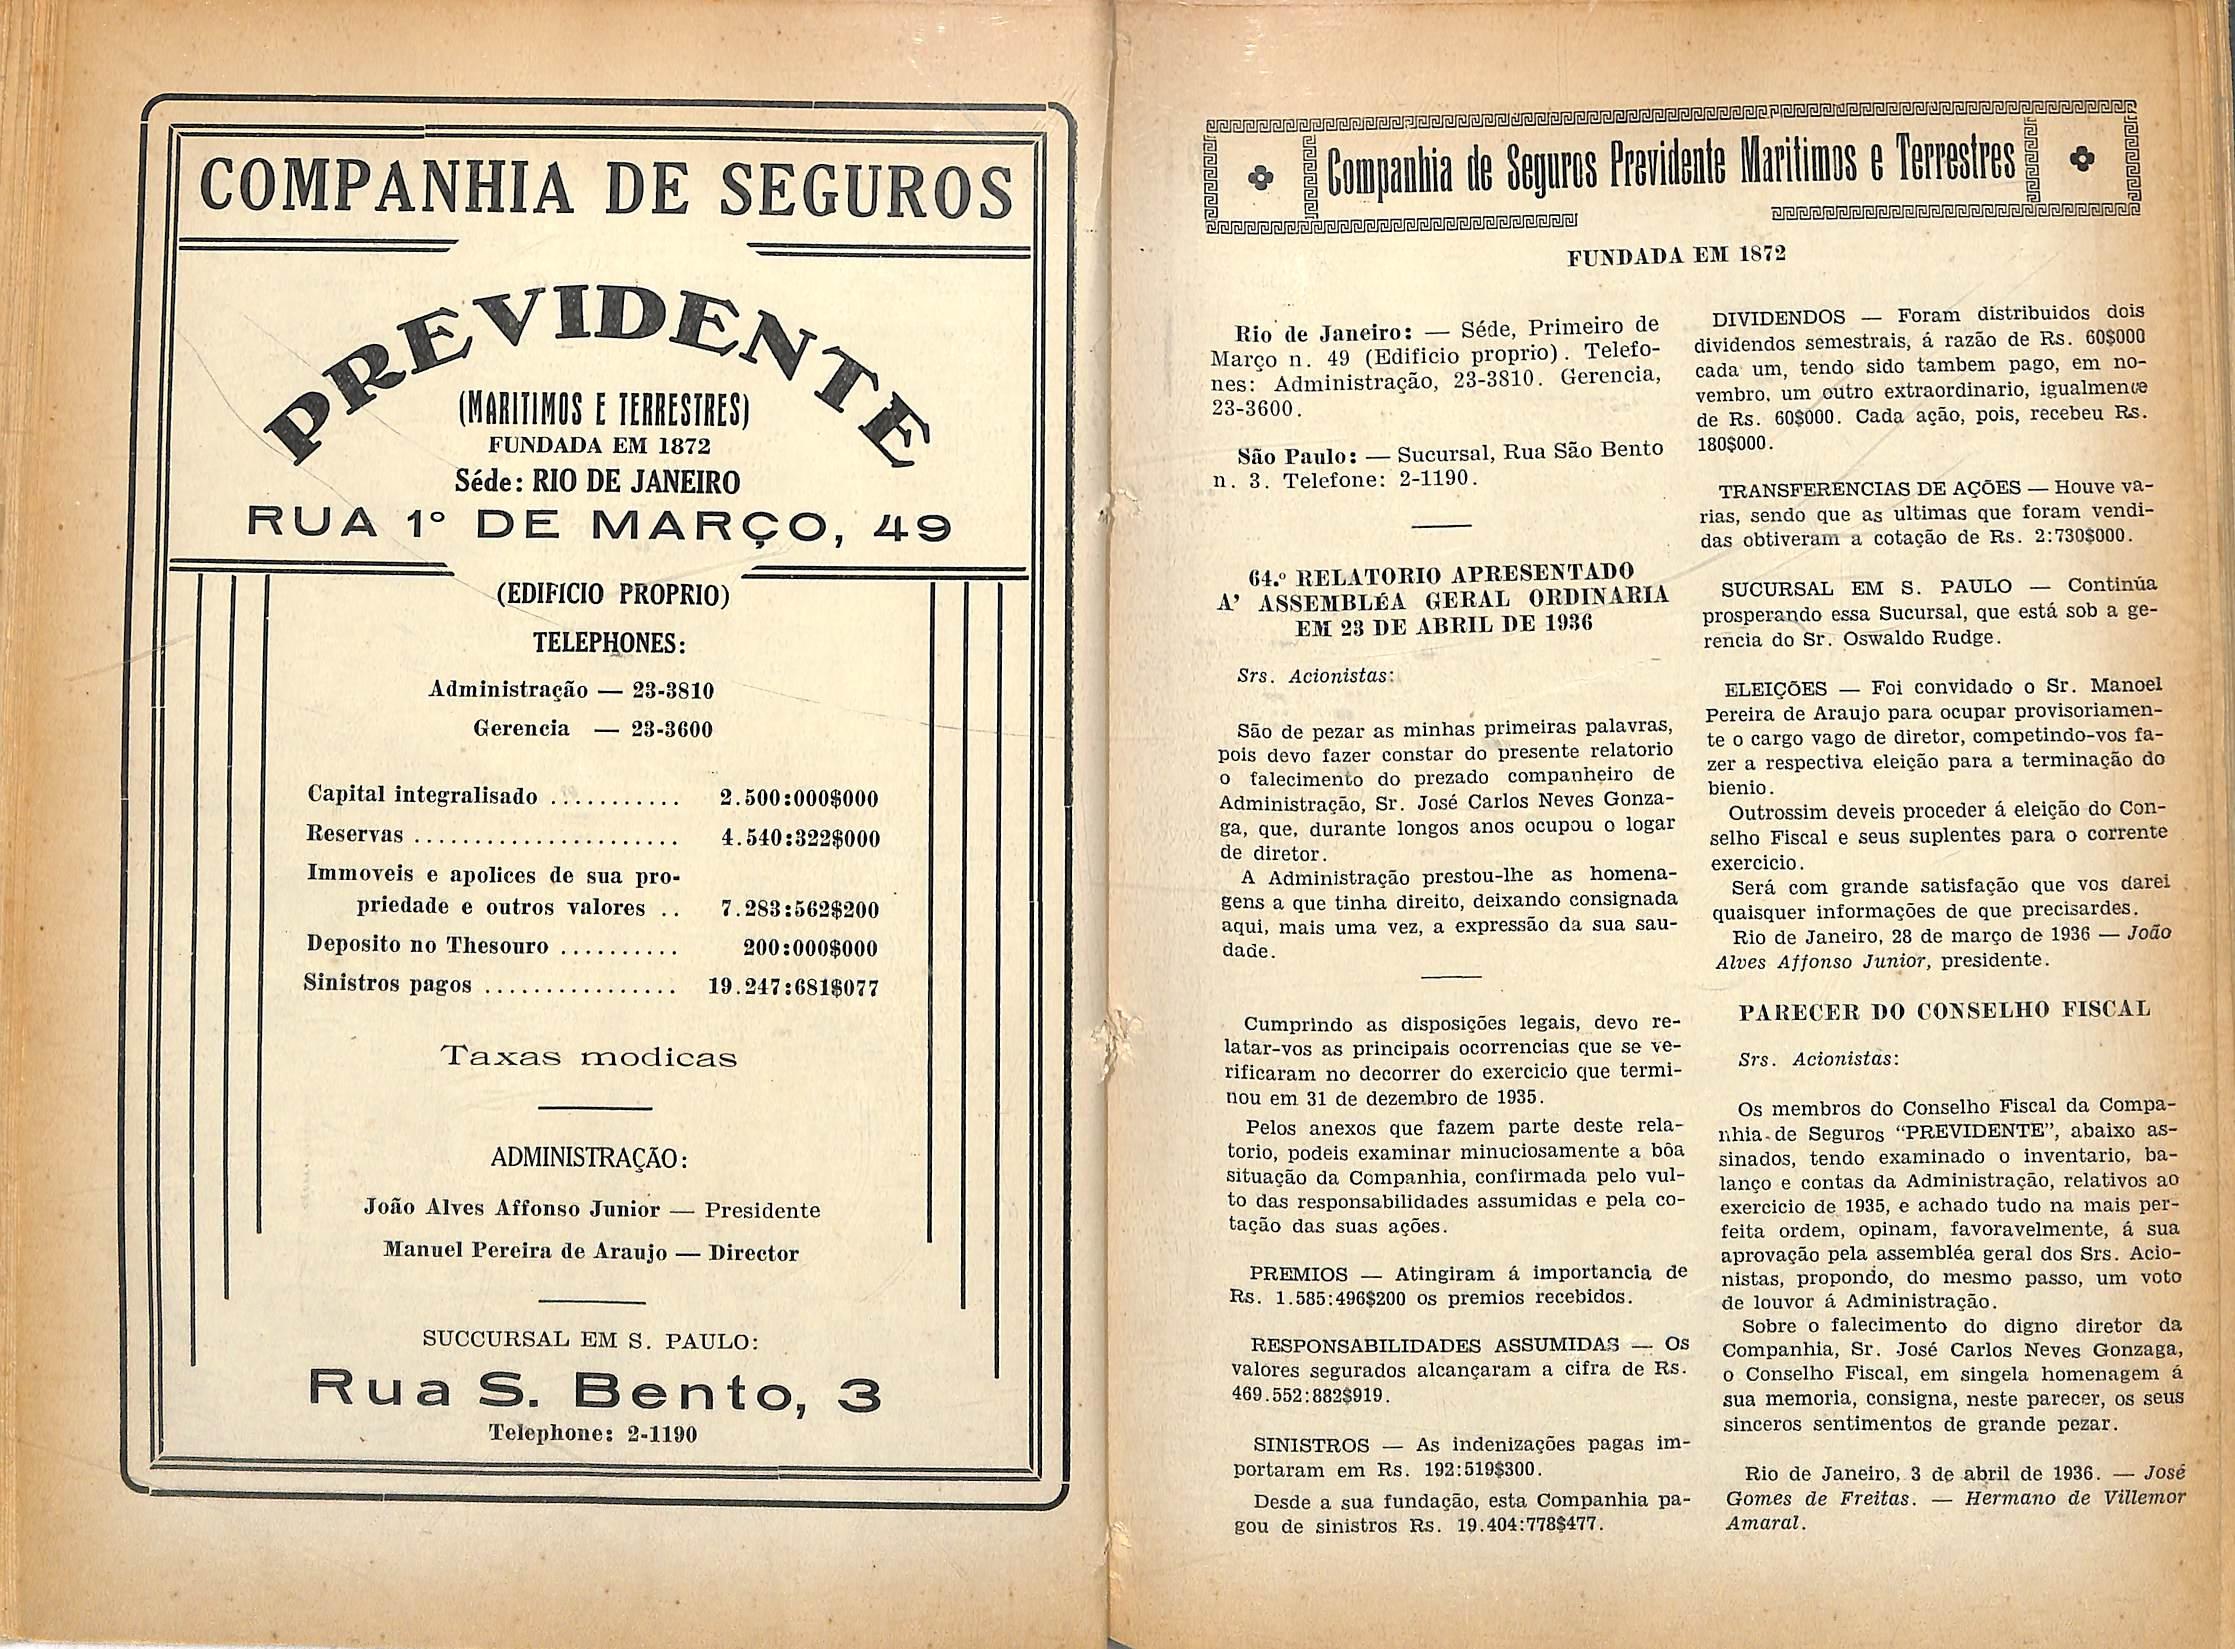 COMPANHIA DE SEGUROS
PREVIDENTE
(MARITIMOS E TERRESTRES)
FUNDADA EM 1872
Séde: RIO DE JANEIRO
RUA 1º DE MARÇO, 49
(EDIFICIO PROPRIO)
TELEPHONES:
Administração — 23-3810
Gerencia — 23-3600
Capital integralisado ........... 2.500:000$000
Reservas ...................... 4.540:322$000
Immoveis e apolices de sua pro-
priedade e outros valores .. 7.283:562$200
Deposito no Thesouro .......... 200:000$000
Sinistros pagos ................ 19.247:681$077
Taxas modicas
ADMINISTRAÇÃO:
João Alves Affonso Junior — Presidente
Manuel Pereira de Araujo — Director
SUCCURSAL EM S. PAULO:
Rua S. Bento, 3
Telephone: 2-1190
Companhia de Seguros Previdente Maritimos e Terrestres
FUNDADA EM 1872
Rio de Janeiro: — Séde, Primeiro de
Março n. 49 (Edificio proprio). Telefo-
nes: Administração, 23-3810. Gerencia,
23-3600.
São Paulo: — Sucursal, Rua São Bento
n. 3. Telefone: 2-1190.
64.º RELATORIO APRESENTADO
A' ASSEMBLÉA GERAL ORDINARIA
EM 23 DE ABRIL DE 1936
Srs. Acionistas:
São de pezar as minhas primeiras palavras,
pois devo fazer constar do presente relatorio
o falecimento do prezado companheiro de
Administração, Sr. José Carlos Neves Gonza-
ga, que, durante longos anos ocupou o logar
de diretor.
A Administração prestou-lhe as homena-
gens a que tinha direito, deixando consignada
aqui, mais uma vez, a expressão da sua sau-
dade.
Cumprindo as disposições legais, devo re-
latar-vos as principais ocorrencias que se ve-
rificaram no decorrer do exercicio que termi-
nou em 31 de dezembro de 1935.
Pelos anexos que fazem parte deste rela-
torio, podeis examinar minuciosamente a bôa
situação da Companhia, confirmada pelo vul-
to das responsabilidades assumidas e pela co-
tação das suas ações.
PREMIOS — Atingiram á importancia de
Rs. 1.585:496$200 os premios recebidos.
RESPONSABILIDADES ASSUMIDAS — Os
valores segurados alcançaram a cifra de Rs.
469.552:882$919.
SINISTROS — As indenizações pagas im-
portaram em Rs. 192:519$300.
Desde a sua fundação, esta Companhia pa-
gou de sinistros Rs. 19.404:778$477.
DIVIDENDOS — Foram distribuidos dois
dividendos semestrais, á razão de Rs. 60$000
cada um, tendo sido tambem pago, em no-
vembro, um outro extraordinario, igualmence
de Rs. 60$000. Cada ação, pois, recebeu Rs.
180$000.
TRANSFERENCIAS DE AÇÕES — Houve va-
rias, sendo que as ultimas que foram vendi-
das obtiveram a cotação de Rs. 2:730$000.
SUCURSAL EM S. PAULO — Continúa
prosperando essa Sucursal, que está sob a ge-
rencia do Sr. Oswaldo Rudge.
ELEIÇÕES — Foi convidado o Sr. Manoel
Pereira de Araujo para ocupar provisoriamen-
te o cargo vago de diretor, competindo-vos fa-
zer a respectiva eleição para a terminação do
bienio.
Outrossim deveis proceder á eleição do Con-
selho Fiscal e seus suplentes para o corrente
exercicio.
Será com grande satisfação que vos darei
quaisquer informações de que precisardes.
Rio de Janeiro, 28 de março de 1936 — João
Alves Affonso Junior, presidente.
PARECER DO CONSELHO FISCAL
Srs. Acionistas:
Os membros do Conselho Fiscal da Compa-
nhia de Seguros "PREVIDENTE", abaixo as-
sinados, tendo examinado o inventario, ba-
lanço e contas da Administração, relativos ao
exercicio de 1935, e achado tudo na mais per-
feita ordem, opinam, favoravelmente, á sua
aprovação pela assembléa geral dos Srs. Acio-
nistas, propondo, do mesmo passo, um voto
de louvor á Administração.
Sobre o falecimento do digno diretor da
Companhia, Sr. José Carlos Neves Gonzaga,
o Conselho Fiscal, em singela homenagem á
sua memoria, consigna, neste parecer, os seus
sinceros sentimentos de grande pezar.
Rio de Janeiro, 3 de abril de 1936. — José
Gomes de Freitas. — Hermano de Villemor
Amaral.